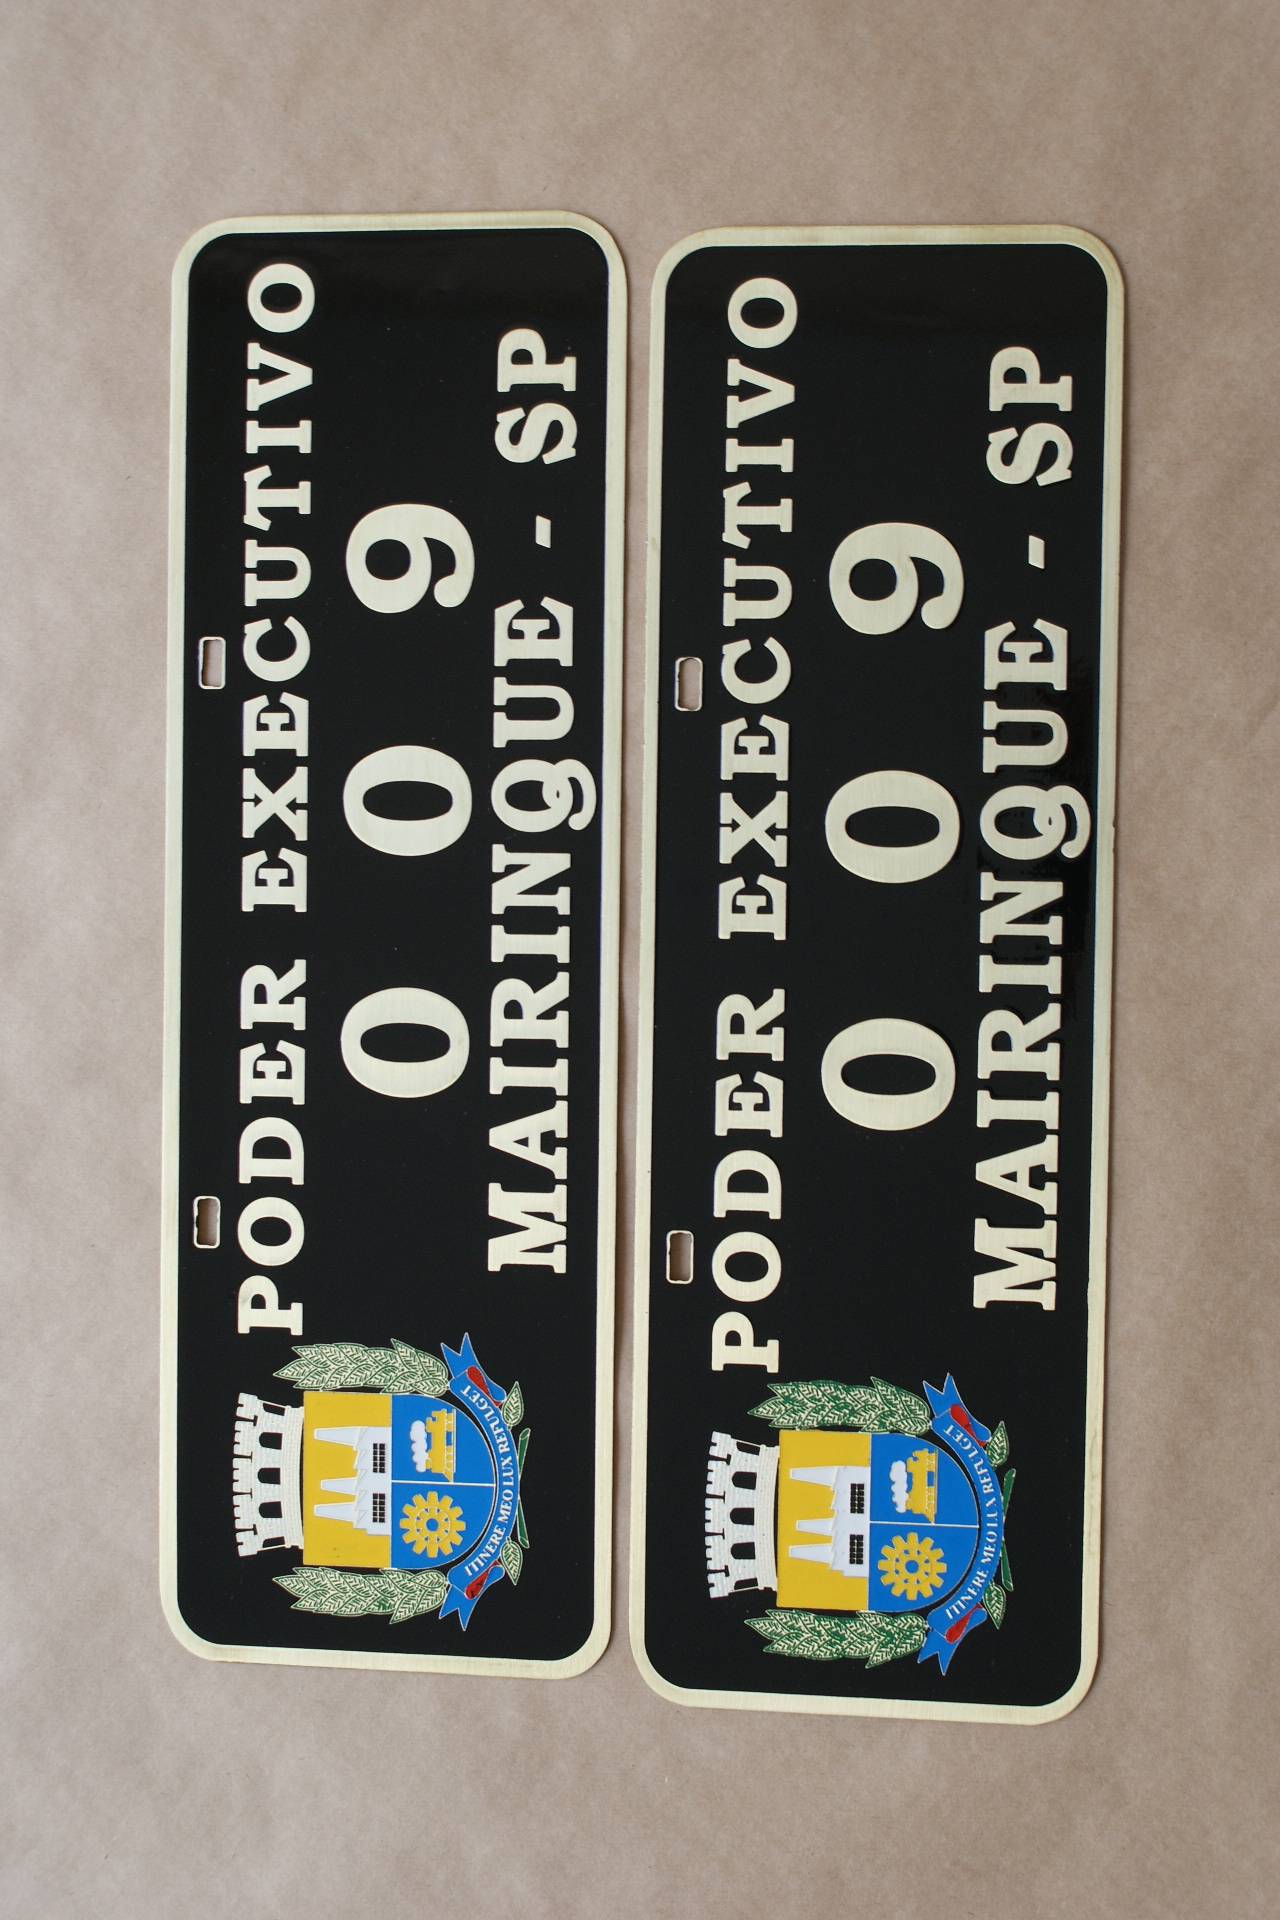 PODER EXECUTIVO
0 0 9
MAIRINQUE - SP
ITINERE MEO LUX REFULGET
PODER EXECUTIVO
0 0 9
MAIRINQUE - SP
ITINERE MEO LUX REFULGET